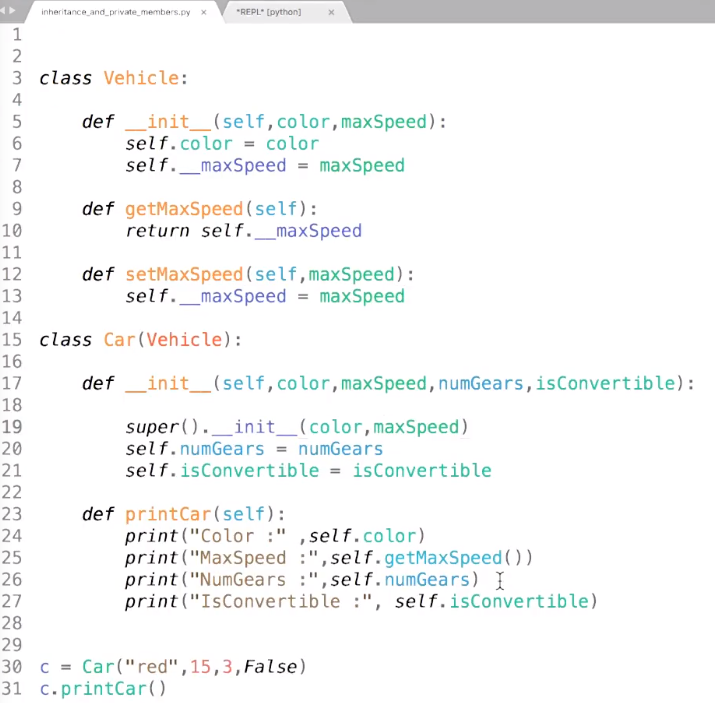 inheritance_and_private_members.py × *REPL* [python] ×
1
2
3 class Vehicle:
4
5     def __init__(self,color,maxSpeed):
6         self.color = color
7         self.__maxSpeed = maxSpeed
8
9     def getMaxSpeed(self):
10         return self.__maxSpeed
11
12     def setMaxSpeed(self,maxSpeed):
13         self.__maxSpeed = maxSpeed
14
15 class Car(Vehicle):
16
17     def __init__(self,color,maxSpeed,numGears,isConvertible):
18
19         super().__init__(color,maxSpeed)
20         self.numGears = numGears
21         self.isConvertible = isConvertible
22
23     def printCar(self):
24         print("Color :" ,self.color)
25         print("MaxSpeed :",self.getMaxSpeed())
26         print("NumGears :",self.numGears)
27         print("IsConvertible :", self.isConvertible)
28
29
30 c = Car("red",15,3,False)
31 c.printCar()